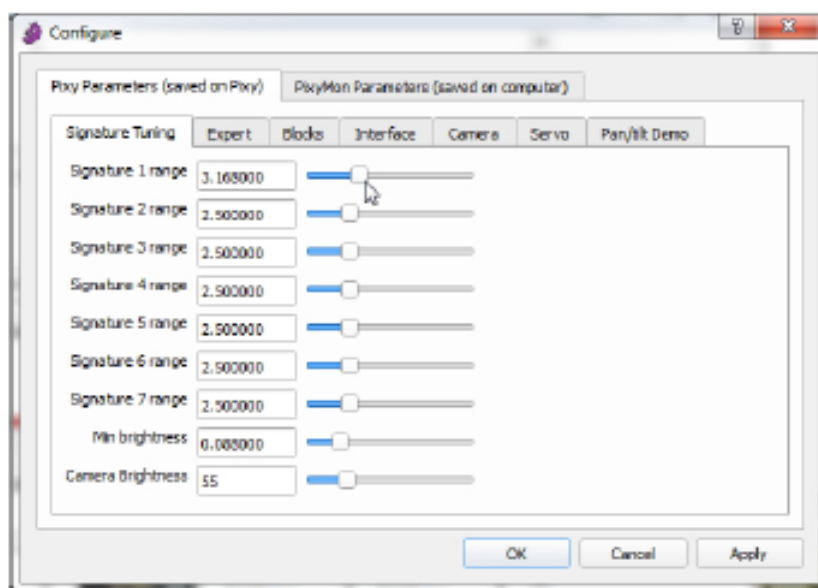 Configure
Pixy Parameters (saved on Pixy) PixyMon Parameters (saved on computer)
Signature Tuning Expert Blocks Interface Camera Servo Pan/tilt Demo
Signature 1 range 3.168000
Signature 2 range 2.500000
Signature 3 range 2.500000
Signature 4 range 2.500000
Signature 5 range 2.500000
Signature 6 range 2.500000
Signature 7 range 2.500000
Min brightness 0.088000
Camera Brightness 55
OK Cancel Apply